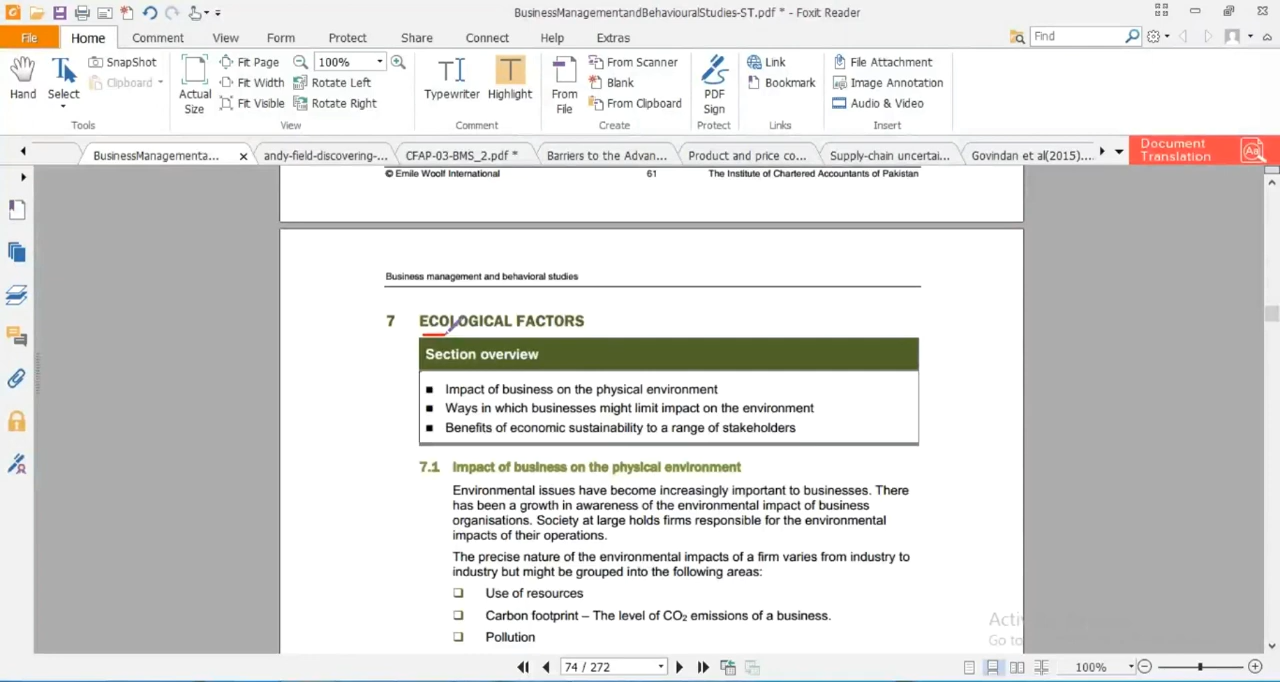 BusinessManagementandBehaviouralStudies-ST.pdf * - Foxit Reader
File Home Comment View Form Protect Share Connect Help Extras Find
Hand
Select
SnapShot
Clipboard
Tools
Actual Size
Fit Page
Fit Width
Fit Visible
100%
Rotate Left
Rotate Right
View
Typewriter
Highlight
Comment
From File
From Scanner
Blank
From Clipboard
Create
PDF Sign
Protect
Link
Bookmark
Links
File Attachment
Image Annotation
Audio & Video
Insert
BusinessManagementa... andy-field-discovering-... CFAP-03-BMS_2.pdf * Barriers to the Advan... Product and price co... Supply-chain uncertai... Govindan et al(2015)....
Document Translation
© Emile Woolf International 61 The Institute of Chartered Accountants of Pakistan
Business management and behavioral studies
7 ECOLOGICAL FACTORS
Section overview
■ Impact of business on the physical environment
■ Ways in which businesses might limit impact on the environment
■ Benefits of economic sustainability to a range of stakeholders
7.1 Impact of business on the physical environment
Environmental issues have become increasingly important to businesses. There
has been a growth in awareness of the environmental impact of business
organisations. Society at large holds firms responsible for the environmental
impacts of their operations.
The precise nature of the environmental impacts of a firm varies from industry to
industry but might be grouped into the following areas:
❑ Use of resources
❑ Carbon footprint – The level of CO₂ emissions of a business.
❑ Pollution
Acti
Go to
74 / 272
100%